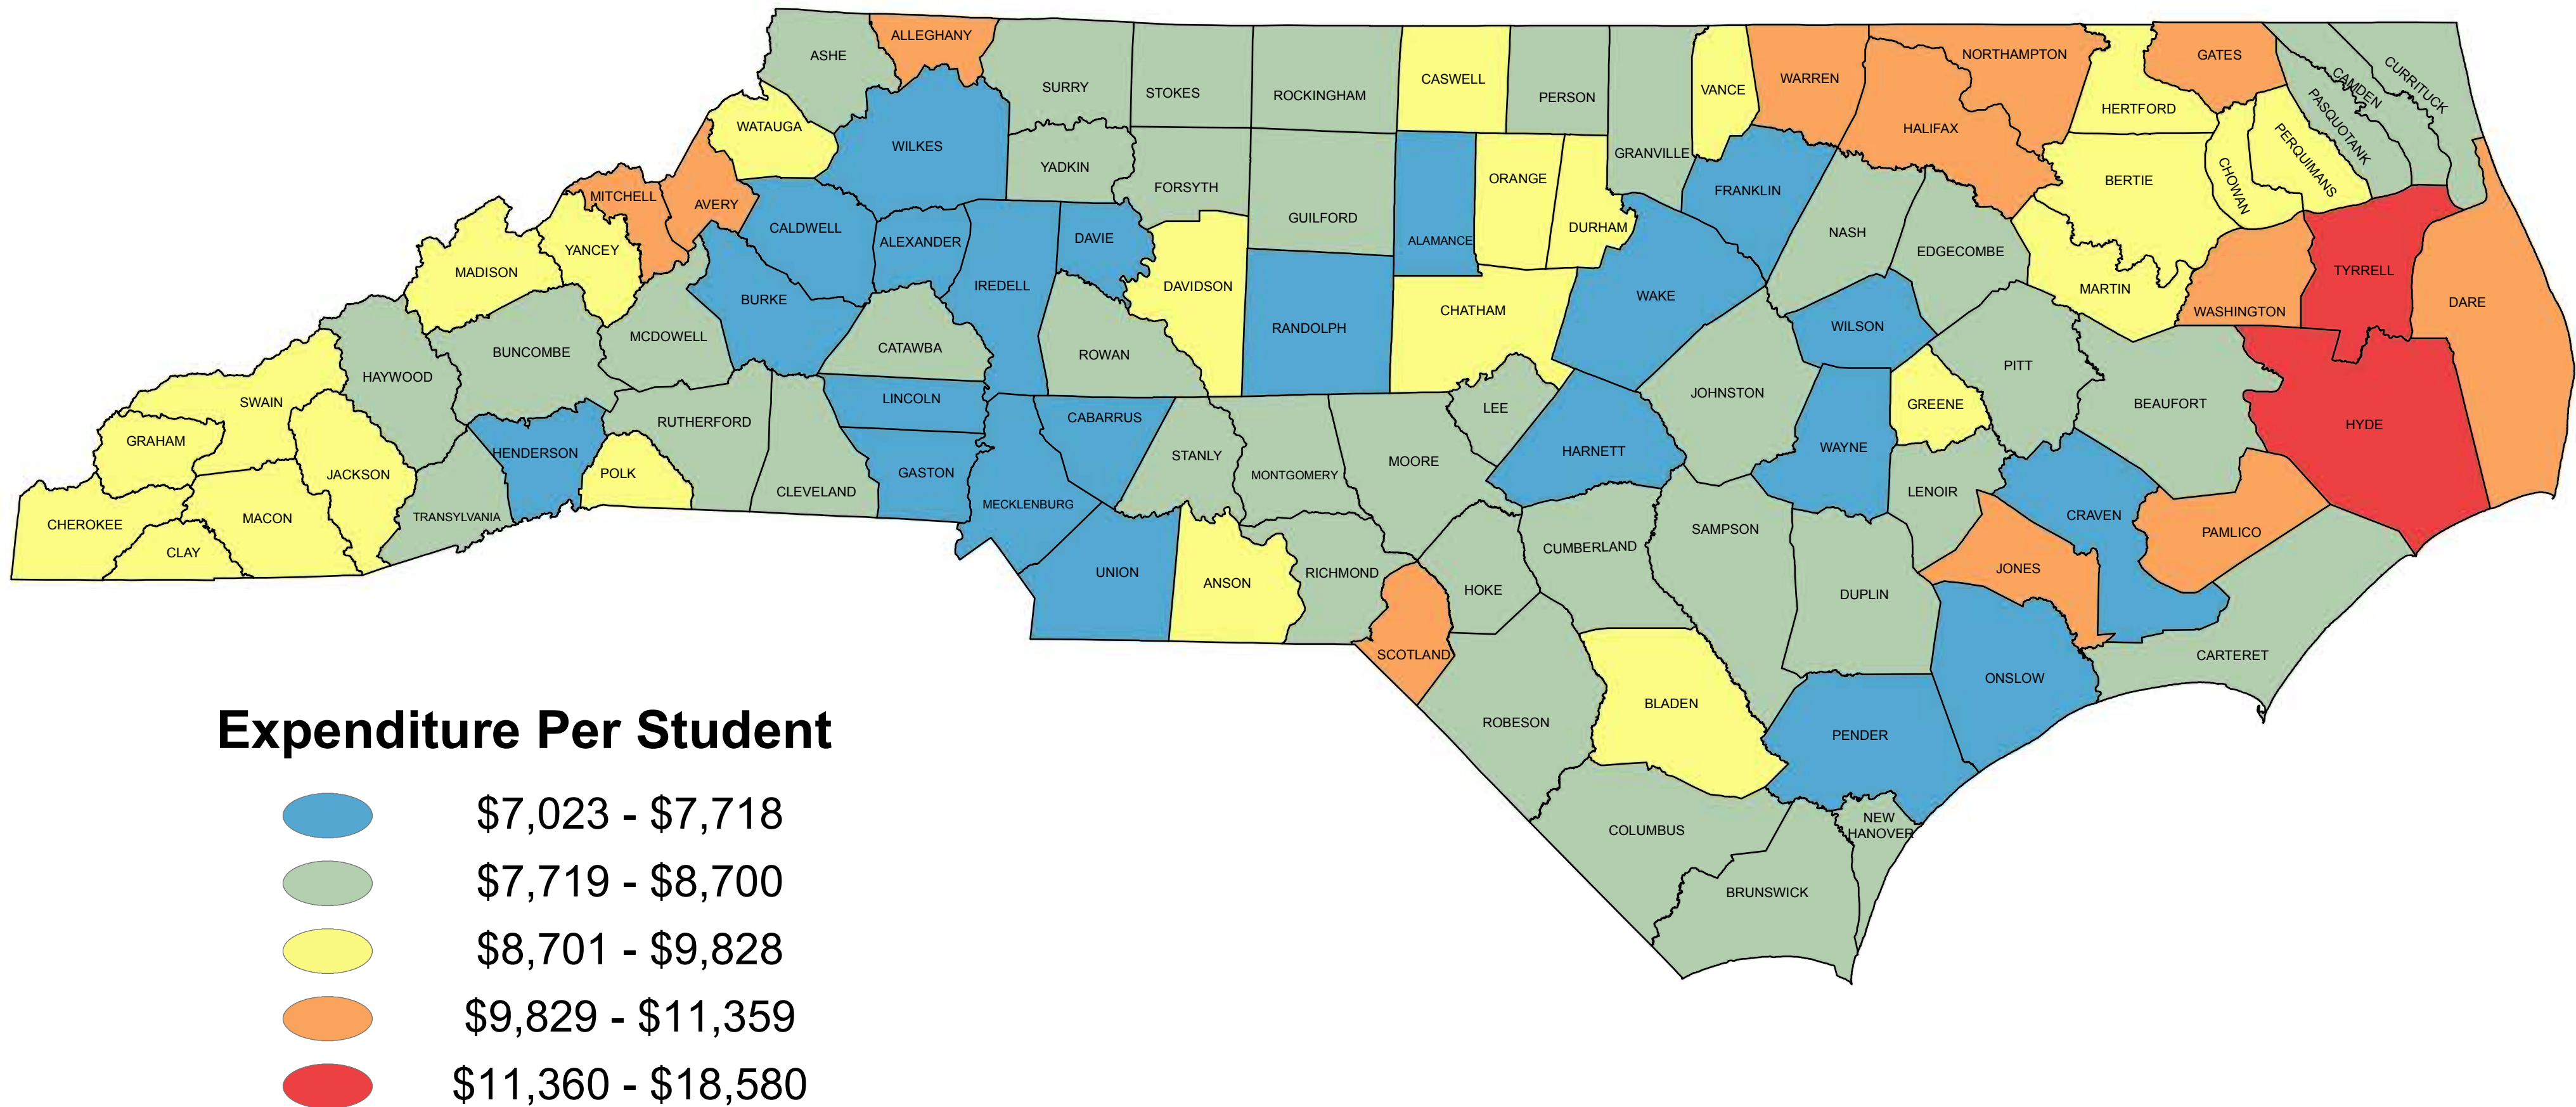 ASHE
ALLEGHANY
SURRY
STOKES
ROCKINGHAM
CASWELL
PERSON
GRANVILLE
VANCE
WARREN
NORTHAMPTON
HALIFAX
HERTFORD
GATES
CAMDEN
CURRITUCK
PASQUOTANK
PERQUIMANS
CHOWAN
BERTIE
WATAUGA
WILKES
YADKIN
FORSYTH
GUILFORD
ALAMANCE
ORANGE
DURHAM
FRANKLIN
NASH
EDGECOMBE
MARTIN
WASHINGTON
TYRRELL
DARE
MITCHELL
AVERY
CALDWELL
ALEXANDER
IREDELL
DAVIE
DAVIDSON
RANDOLPH
CHATHAM
WAKE
WILSON
MADISON
YANCEY
BURKE
MCDOWELL
CATAWBA
ROWAN
JOHNSTON
GREENE
PITT
BEAUFORT
HYDE
BUNCOMBE
HAYWOOD
SWAIN
GRAHAM
JACKSON
CHEROKEE
CLAY
MACON
TRANSYLVANIA
HENDERSON
POLK
RUTHERFORD
CLEVELAND
LINCOLN
GASTON
MECKLENBURG
CABARRUS
STANLY
MONTGOMERY
MOORE
LEE
HARNETT
WAYNE
LENOIR
CRAVEN
PAMLICO
UNION
ANSON
RICHMOND
SCOTLAND
HOKE
CUMBERLAND
SAMPSON
DUPLIN
JONES
ONSLOW
CARTERET
ROBESON
BLADEN
PENDER
COLUMBUS
BRUNSWICK
NEW
HANOVER
Expenditure Per Student
$7,023 - $7,718
$7,719 - $8,700
$8,701 - $9,828
$9,829 - $11,359
$11,360 - $18,580